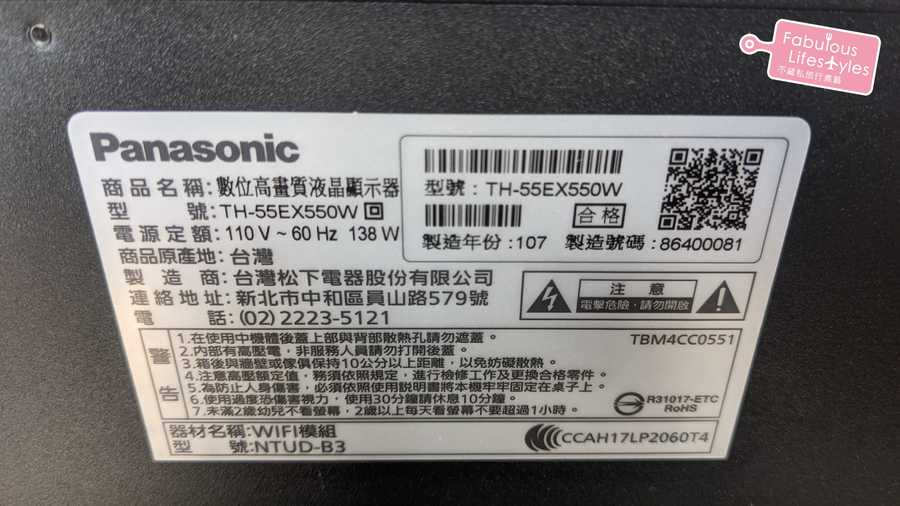 Fabulous
Lifestyles
不藏私旅行煮藝
Panasonic
商品名稱:數位高畫質液晶顯示器
型 號:TH-55EX550W
電源定額:110 V ~ 60 Hz 138 W
商品原產地:台灣
製造商:台灣松下電器股份有限公司
連絡地址:新北市中和區員山路579號
電 話:(02) 2223-5121
型號:TH-55EX550W
合格
製造年份:107 製造號碼:86400081
注意
電擊危險，請勿開啟
TBM4CC0551
警告
1.在使用中機體後蓋上部與背部散熱孔請勿遮蓋。
2.內部有高壓電，非服務人員請勿打開後蓋。
3.箱後與牆壁或傢俱保持10公分以上距離，以免妨礙散熱。
4.注意高壓額定值，務須依照規定，進行檢修工作及更換合格零件。
5.為防止人身傷害，必須依照使用說明書將本機牢牢固定在桌子上。
6.使用過度恐傷害視力，使用30分鐘請休息10分鐘。
7.未滿2歲幼兒不看螢幕，2歲以上每天看螢幕不要超過1小時。
R31017-ETC
RoHS
器材名稱:WIFI模組
型 號:NTUD-B3
CCAH17LP2060T4